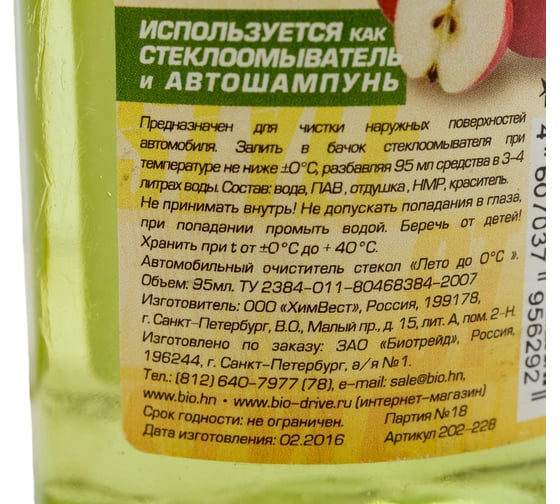 ИСПОЛЬЗУЕТСЯ КАК
СТЕКЛООМЫВАТЕЛЬ
И АВТОШАМПУНЬ
Предназначен для чистки наружных поверхностей
автомобиля. Залить в бачок стеклоомывателя при
температуре не ниже ±0°C, разбавляя 95 мл средства в 3-4
литрах воды. Состав: вода, ПАВ, отдушка, НМР, краситель.
Не принимать внутрь! Не допускать попадания в глаза,
при попадании промыть водой. Беречь от детей!
Хранить при t от ±0°C до + 40°C.
Автомобильный очиститель стекол «Лето до 0°C ».
Объем: 95мл. ТУ 2384-011-80468384-2007
Изготовитель: ООО «ХимВест», Россия, 199178,
г. Санкт-Петербург, В.О., Малый пр., д. 15, лит. А, пом. 2-Н.
Изготовлено по заказу: ЗАО «Биотрейд», Россия,
196244, г. Санкт-Петербург, а/я №1.
Тел.: (812) 640-7977 (78), e-mail: sale@bio.hn,
www.bio.hn · www.bio-drive.ru (интернет-магазин)
Срок годности: не ограничен. Партия №18
Дата изготовления: 02.2016 Артикул 202-228
4 607037 956292